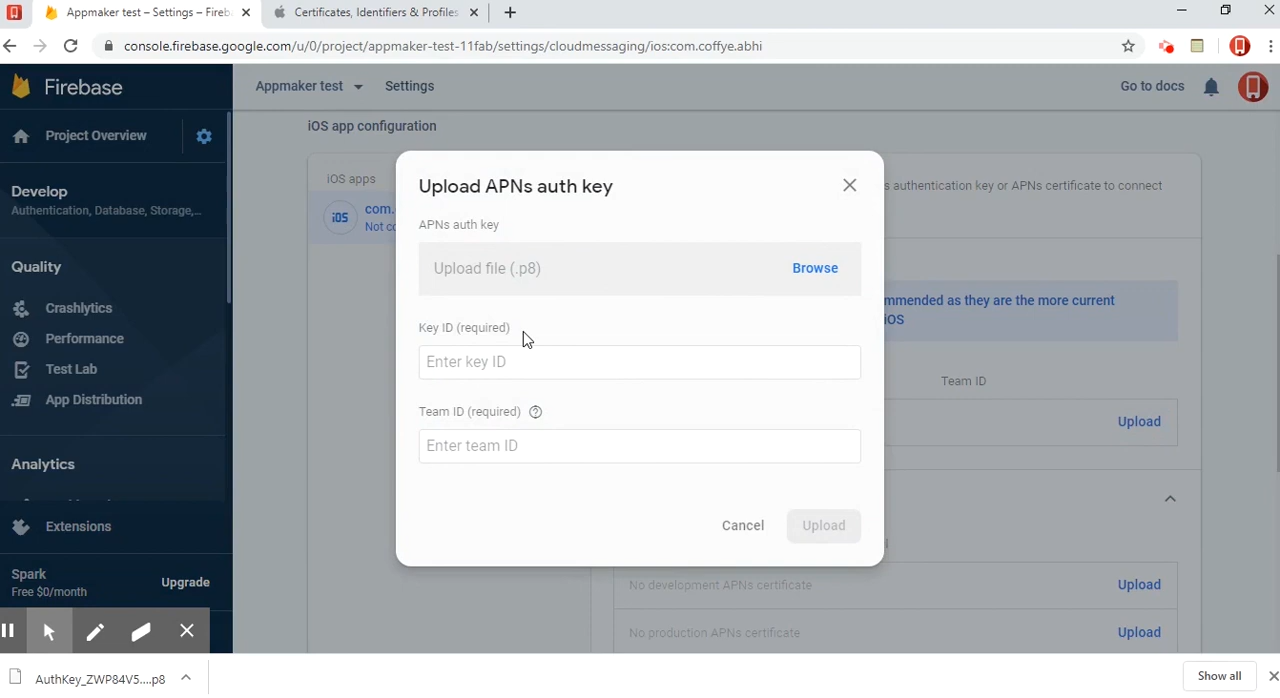 Appmaker test – Settings – Fireb
Certificates, Identifiers & Profiles
console.firebase.google.com/u/0/project/appmaker-test-11fab/settings/cloudmessaging/ios:com.coffye.abhi
Firebase
Appmaker test
Settings
Go to docs
Project Overview
iOS app configuration
Develop
Authentication, Database, Storage,...
Quality
Crashlytics
Performance
Test Lab
App Distribution
Analytics
Extensions
Spark
Free $0/month
Upgrade
iOS apps
iOS
com.
Not co
s authentication key or APNs certificate to connect
Upload APNs auth key
APNs auth key
Upload file (.p8)
Browse
mmended as they are the more current
iOS
Key ID (required)
Enter key ID
Team ID
Team ID (required)
Enter team ID
Upload
Cancel
Upload
No development APNs certificate
Upload
No production APNs certificate
Upload
AuthKey_ZWP84V5....p8
Show all